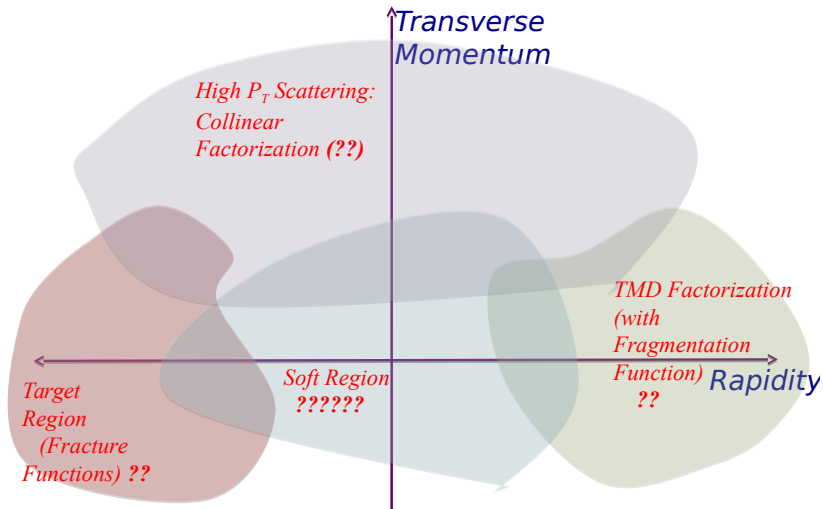 Transverse
Momentum
High P_T Scattering:
Collinear
Factorization (??)
TMD Factorization
(with
Fragmentation
Function)
??
Rapidity
Soft Region
??????
Target
Region
(Fracture
Functions) ??